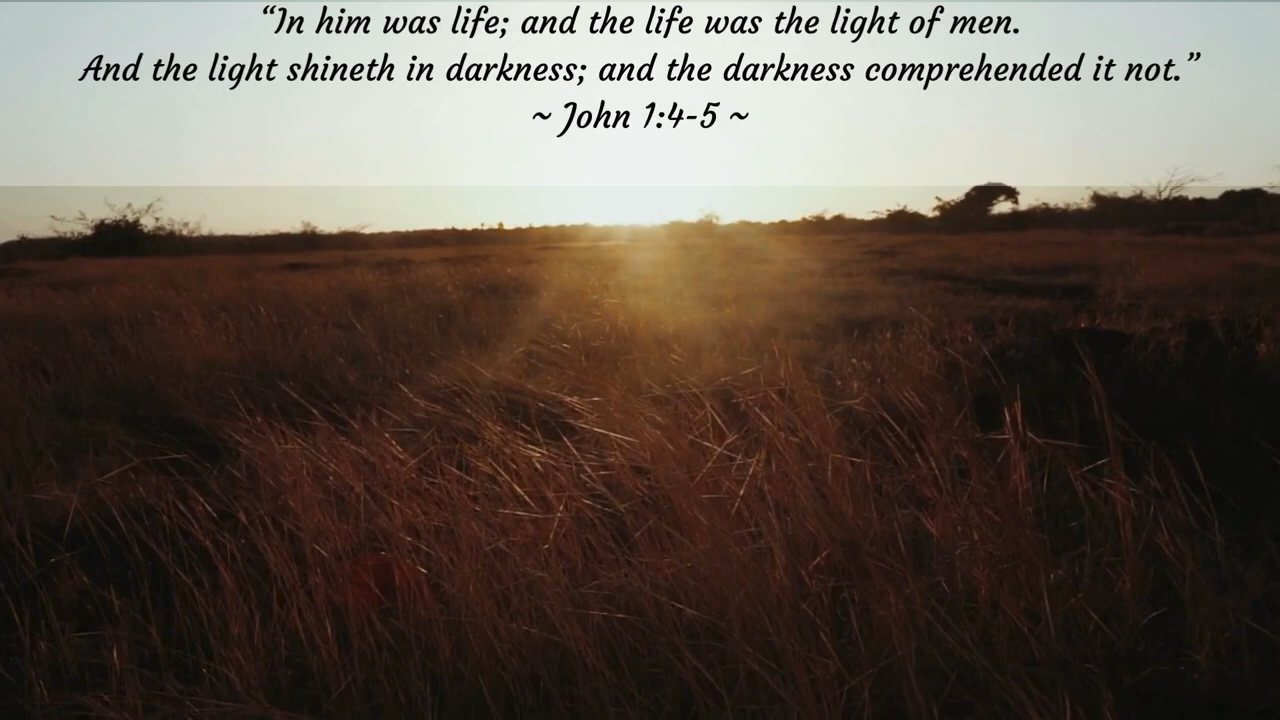 “In him was life; and the life was the light of men.
And the light shineth in darkness; and the darkness comprehended it not.”
~ John 1:4-5 ~